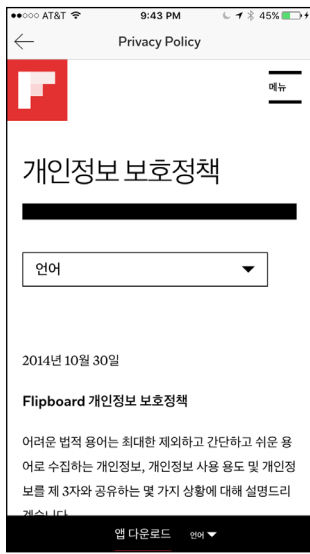 AT&T 9:43 PM 45%
Privacy Policy
메뉴
개인정보 보호정책
언어
2014년 10월 30일
Flipboard 개인정보 보호정책
어려운 법적 용어는 최대한 제외하고 간단하고 쉬운 용
어로 수집하는 개인정보, 개인정보 사용 용도 및 개인정
보를 제 3자와 공유하는 몇 가지 상황에 대해 설명드리
겠습니다
앱 다운로드 언어